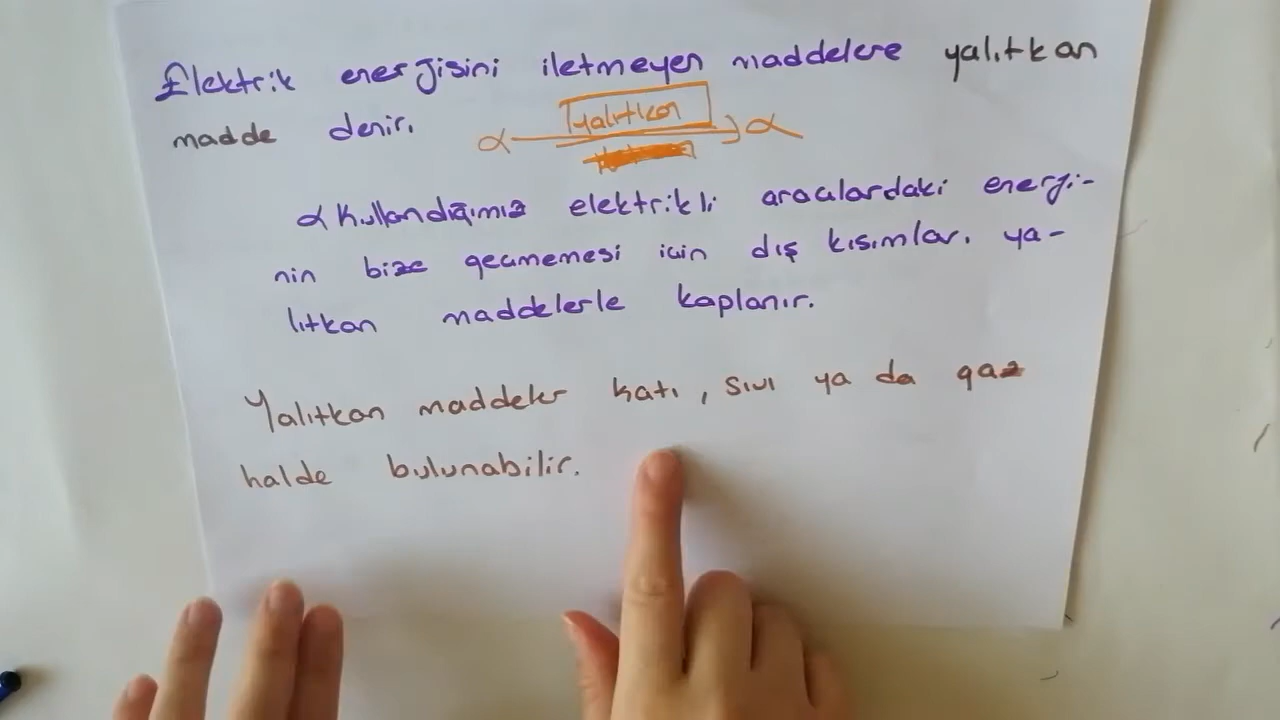 Elektrik enerjisini iletmeyen maddelere yalıtkan
madde denir.
yalıtkan
α α
α Kullandığımız elektrikli araçlardaki enerji-
nin bize geçmemesi için dış kısımlar, ya-
lıtkan maddelerle kaplanır.
Yalıtkan maddeler katı, sıvı ya da gaz
halde bulunabilir.